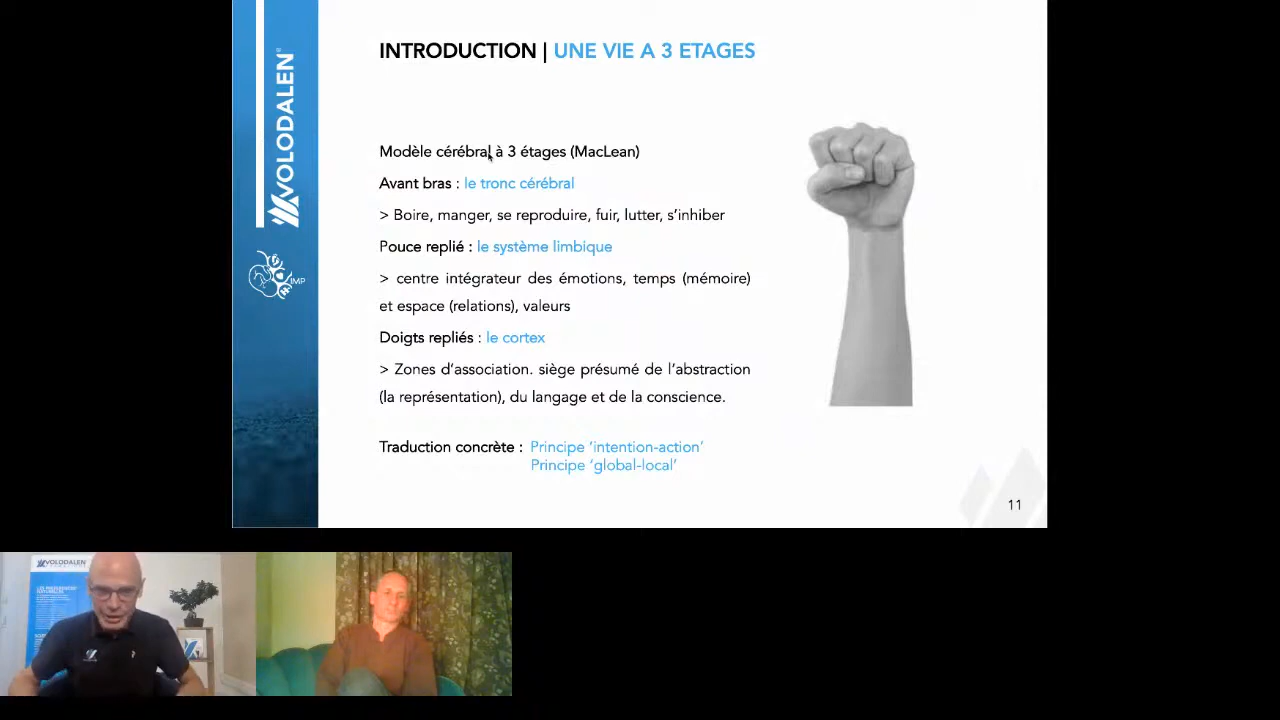 INTRODUCTION | UNE VIE A 3 ETAGES
VOLODALEN
IMP
Modèle cérébral à 3 étages (MacLean)
Avant bras : le tronc cérébral
> Boire, manger, se reproduire, fuir, lutter, s’inhiber
Pouce replié : le système limbique
> centre intégrateur des émotions, temps (mémoire)
et espace (relations), valeurs
Doigts repliés : le cortex
> Zones d’association. siège présumé de l’abstraction
(la représentation), du langage et de la conscience.
Traduction concrète : Principe ‘intention-action’
Principe ‘global-local’
11
VOLODALEN